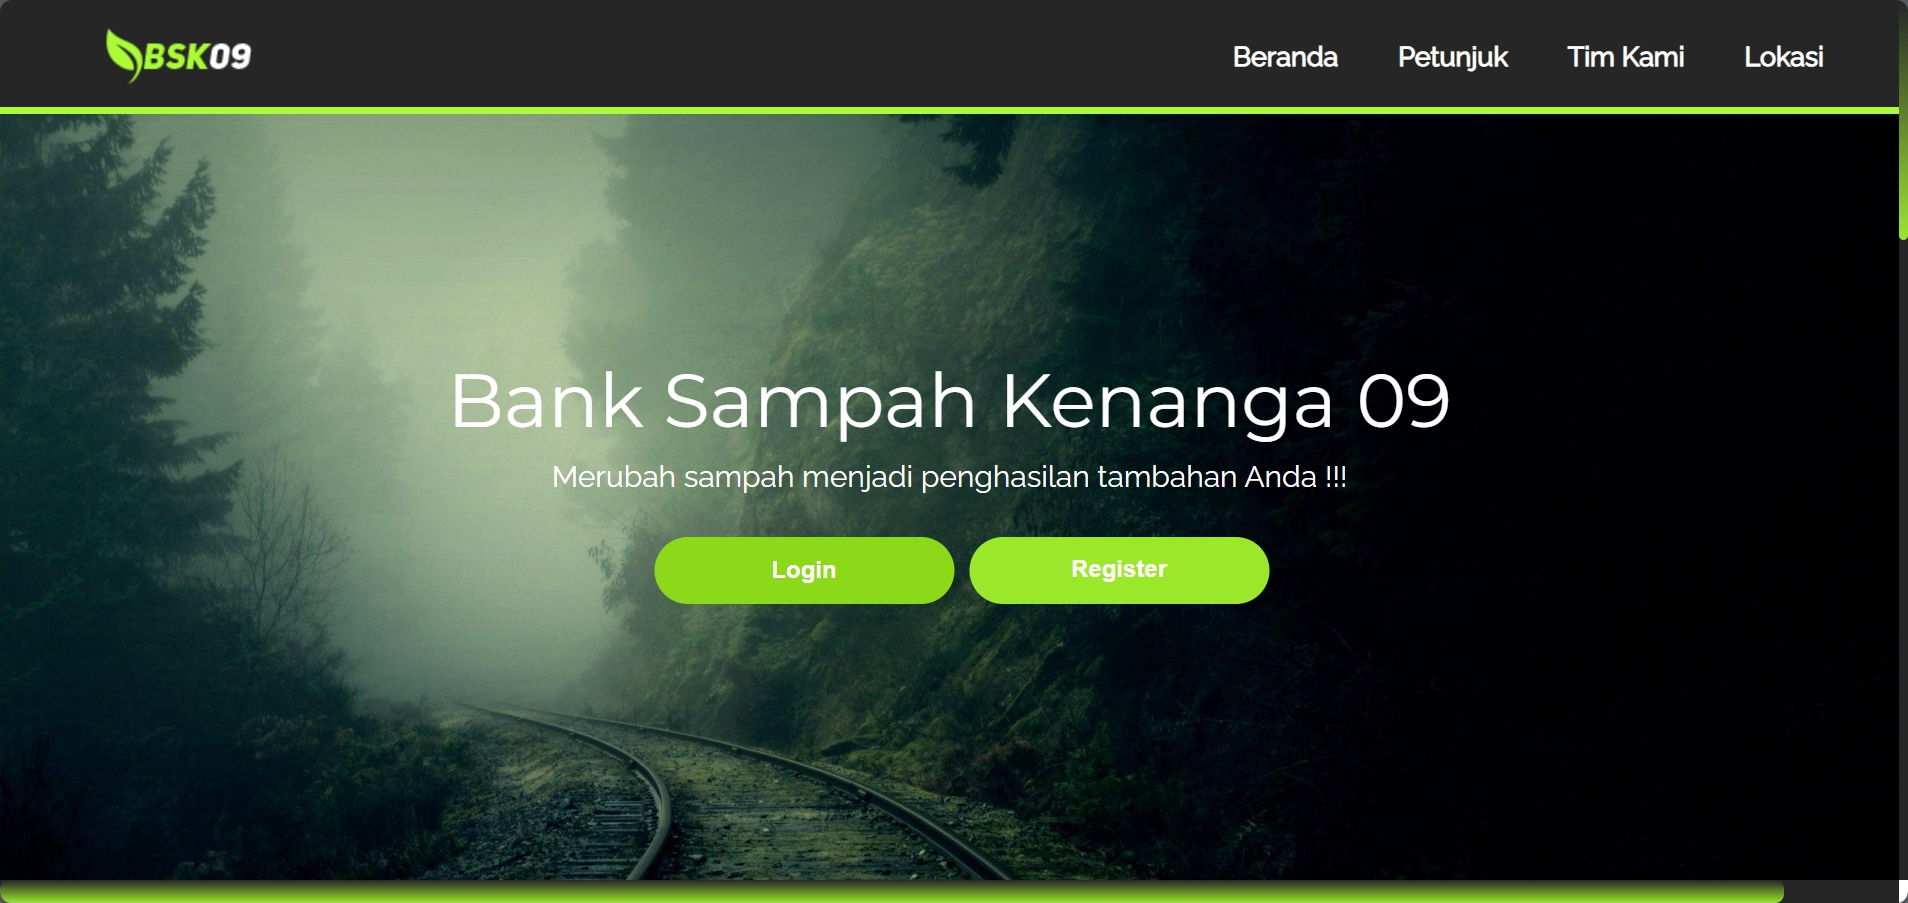 BSK09
Beranda Petunjuk Tim Kami Lokasi
Bank Sampah Kenanga 09
Merubah sampah menjadi penghasilan tambahan Anda !!!
Login Register